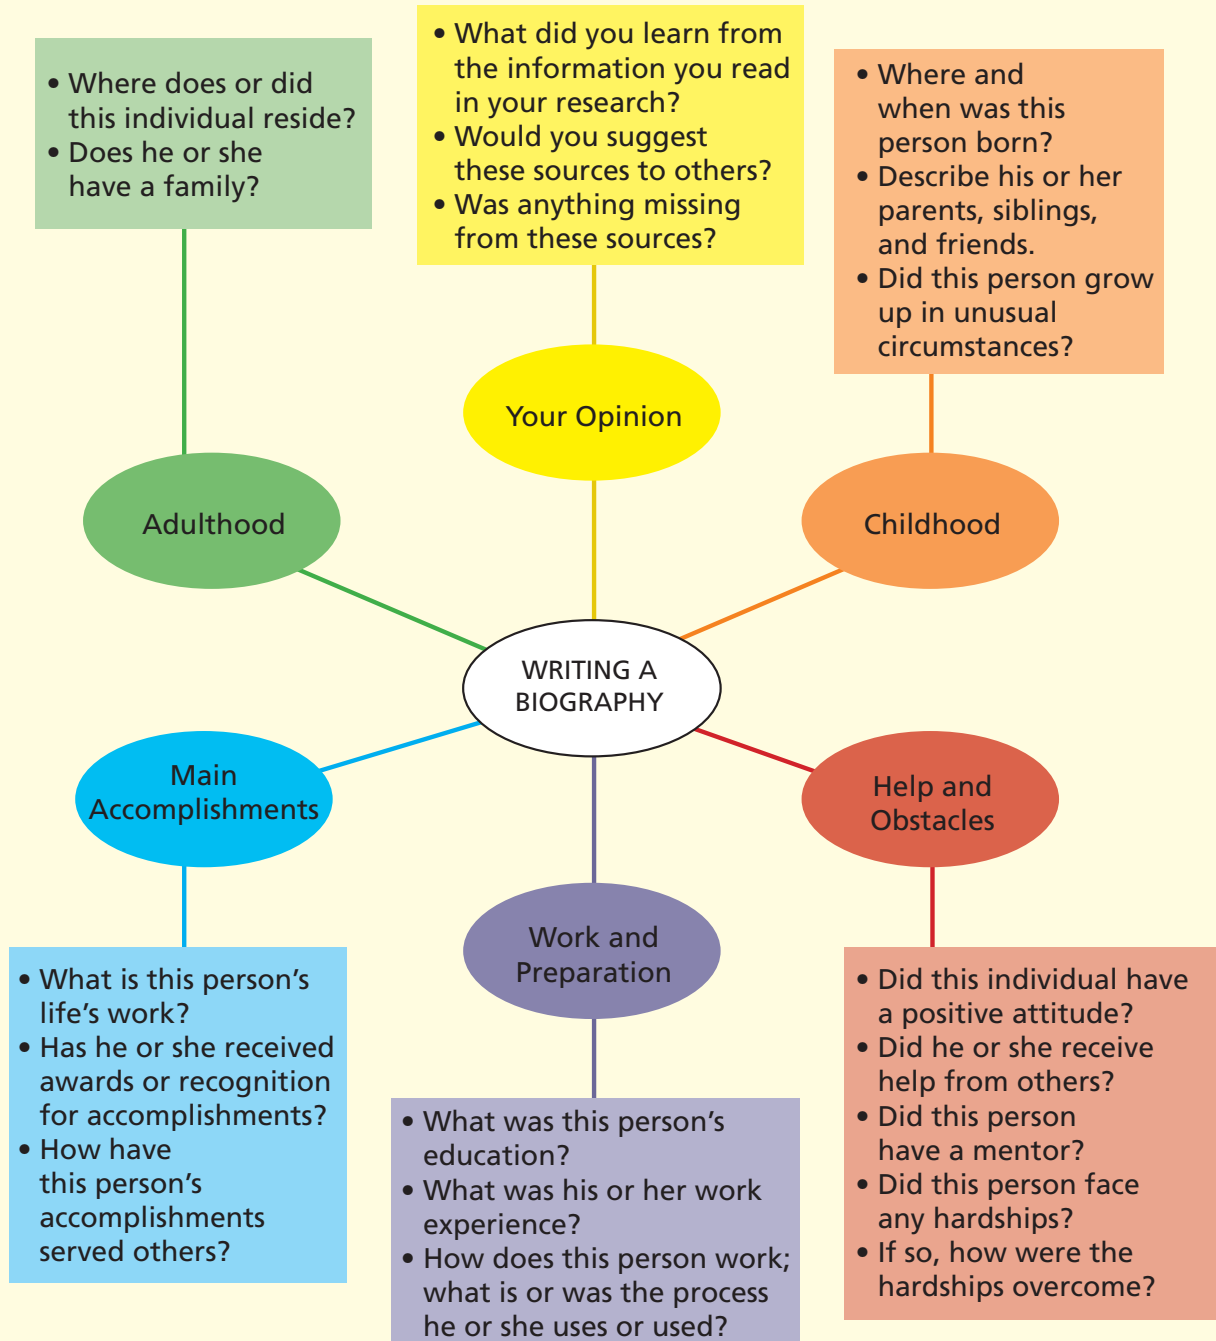 • Where does or did
this individual reside?
• Does he or she
have a family?
• What did you learn from
the information you read
in your research?
• Would you suggest
these sources to others?
• Was anything missing
from these sources?
• Where and
when was this
person born?
• Describe his or her
parents, siblings,
and friends.
• Did this person grow
up in unusual
circumstances?
Adulthood
Your Opinion
Childhood
WRITING A
BIOGRAPHY
Main
Accomplishments
Work and
Preparation
Help and
Obstacles
• What is this person’s
life’s work?
• Has he or she received
awards or recognition
for accomplishments?
• How have
this person’s
accomplishments
served others?
• What was this person’s
education?
• What was his or her work
experience?
• How does this person work;
what is or was the process
he or she uses or used?
• Did this individual have
a positive attitude?
• Did he or she receive
help from others?
• Did this person
have a mentor?
• Did this person face
any hardships?
• If so, how were the
hardships overcome?